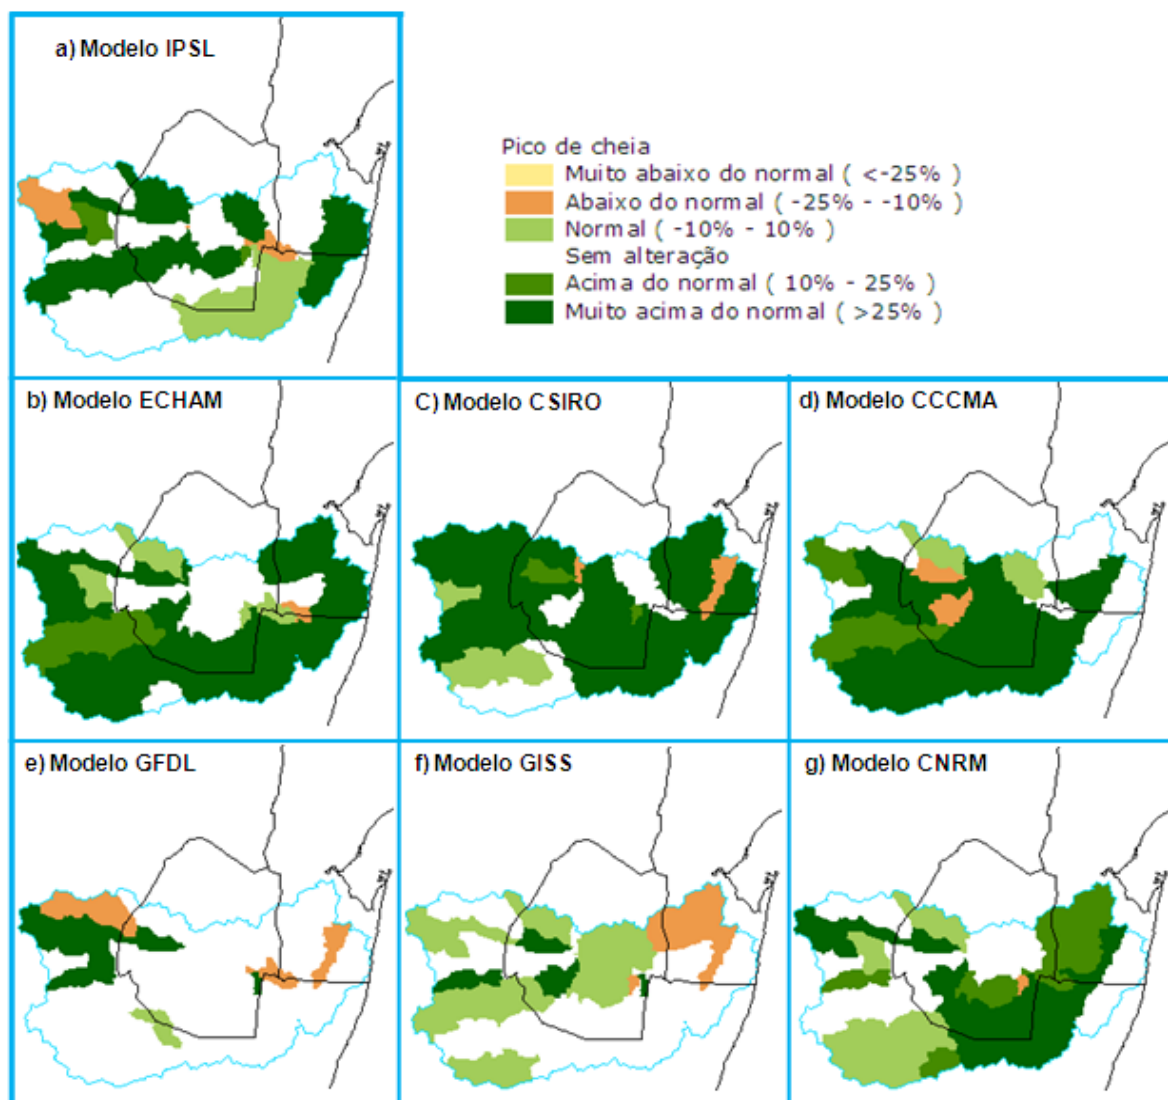 a) Modelo IPSL
Pico de cheia
Muito abaixo do normal ( <-25% )
Abaixo do normal ( -25% - -10% )
Normal ( -10% - 10% )
Sem alteração
Acima do normal ( 10% - 25% )
Muito acima do normal ( >25% )
b) Modelo ECHAM
C) Modelo CSIRO
d) Modelo CCCMA
e) Modelo GFDL
f) Modelo GISS
g) Modelo CNRM